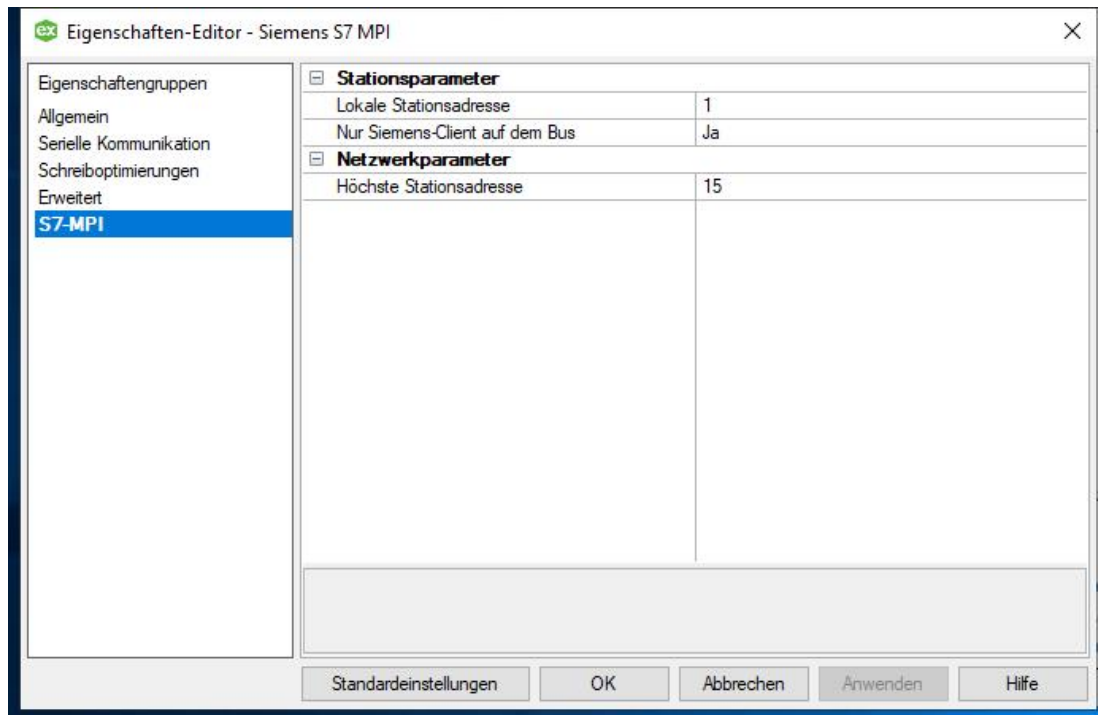 ex Eigenschaften-Editor - Siemens S7 MPI
Eigenschaftengruppen
Allgemein
Serielle Kommunikation
Schreiboptimierungen
Erweitert
S7-MPI
Stationsparameter
Lokale Stationsadresse 1
Nur Siemens-Client auf dem Bus Ja
Netzwerkparameter
Höchste Stationsadresse 15
Standardeinstellungen OK Abbrechen Anwenden Hilfe